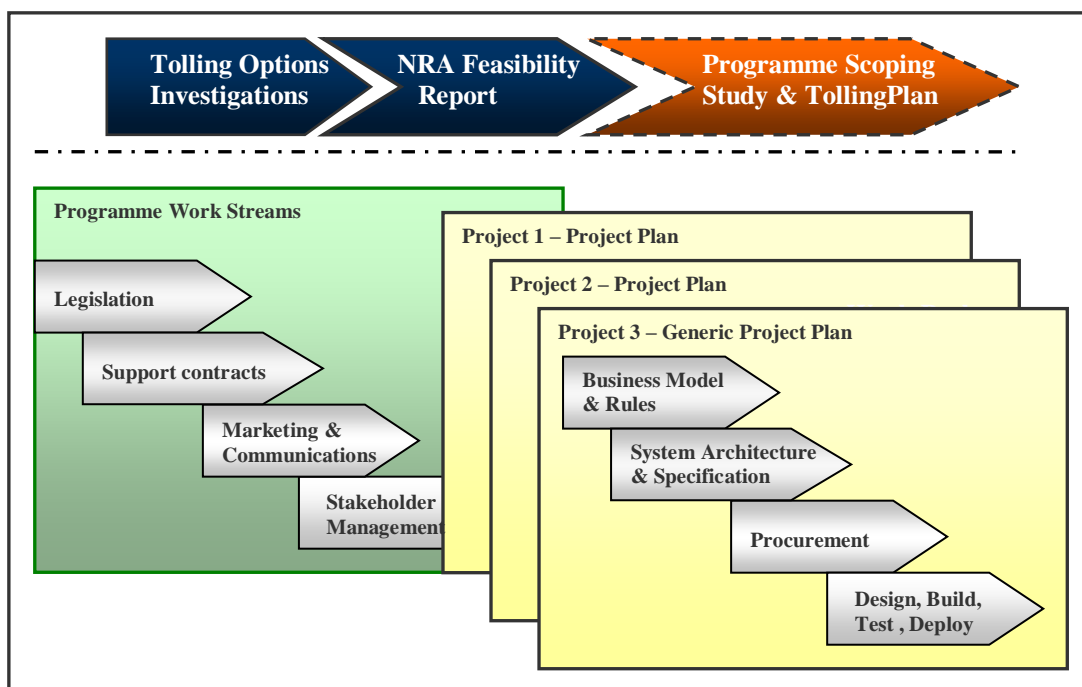 Tolling Options
Investigations
NRA Feasibility
Report
Programme Scoping
Study & TollingPlan
Programme Work Streams
Legislation
Support contracts
Marketing &
Communications
Stakeholder
Management
Project 1 – Project Plan
Project 2 – Project Plan
Project 3 – Generic Project Plan
Business Model
& Rules
System Architecture
& Specification
Procurement
Design, Build,
Test , Deploy